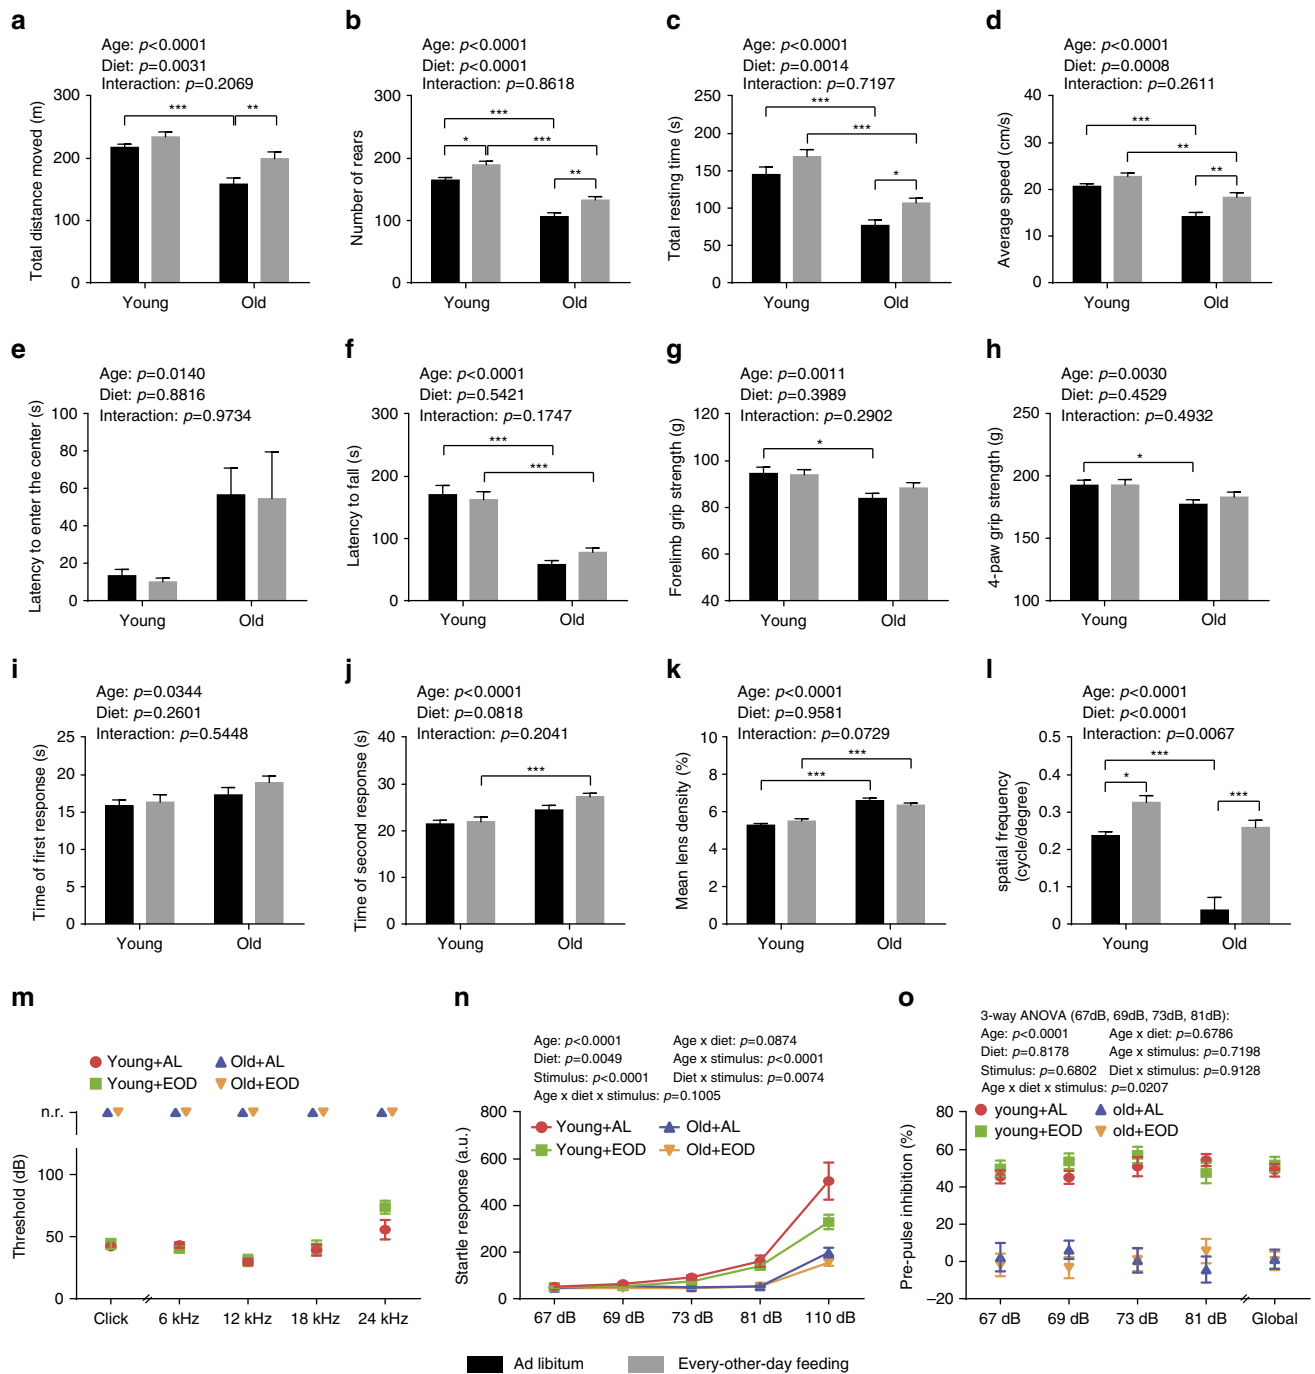 a
Age: p<0.0001
Diet: p=0.0031
Interaction: p=0.2069
Total distance moved (m)
300
200
100
0
***
**
Young
Old
b
Age: p<0.0001
Diet: p<0.0001
Interaction: p=0.8618
Number of rears
300
200
100
0
***
*
***
**
Young
Old
c
Age: p<0.0001
Diet: p=0.0014
Interaction: p=0.7197
Total resting time (s)
250
200
150
100
50
0
***
***
*
Young
Old
d
Age: p<0.0001
Diet: p=0.0008
Interaction: p=0.2611
Average speed (cm/s)
40
30
20
10
0
***
**
**
Young
Old
e
Age: p=0.0140
Diet: p=0.8816
Interaction: p=0.9734
Latency to enter the center (s)
100
80
60
40
20
0
Young
Old
f
Age: p<0.0001
Diet: p=0.5421
Interaction: p=0.1747
Latency to fall (s)
300
200
100
0
***
***
Young
Old
g
Age: p=0.0011
Diet: p=0.3989
Interaction: p=0.2902
Forelimb grip strength (g)
120
100
80
60
40
*
Young
Old
h
Age: p=0.0030
Diet: p=0.4529
Interaction: p=0.4932
4-paw grip strength (g)
250
200
150
100
*
Young
Old
i
Age: p=0.0344
Diet: p=0.2601
Interaction: p=0.5448
Time of first response (s)
25
20
15
10
5
0
Young
Old
j
Age: p<0.0001
Diet: p=0.0818
Interaction: p=0.2041
Time of second response (s)
40
30
20
10
0
***
Young
Old
k
Age: p<0.0001
Diet: p=0.9581
Interaction: p=0.0729
Mean lens density (%)
10
8
6
4
2
0
***
***
Young
Old
l
Age: p<0.0001
Diet: p<0.0001
Interaction: p=0.0067
spatial frequency
(cycle/degree)
0.5
0.4
0.3
0.2
0.1
0
***
*
***
Young
Old
m
Young+AL
Old+AL
Young+EOD
Old+EOD
Threshold (dB)
n.r.
100
50
0
Click
6 kHz
12 kHz
18 kHz
24 kHz
n
Age: p<0.0001
Age x diet: p=0.0874
Diet: p=0.0049
Age x stimulus: p<0.0001
Stimulus: p<0.0001
Diet x stimulus: p=0.0074
Age x diet x stimulus: p=0.1005
Startle response (a.u.)
800
600
400
200
0
Young+AL
Old+AL
Young+EOD
Old+EOD
67 dB
69 dB
73 dB
81 dB
110 dB
o
3-way ANOVA (67dB, 69dB, 73dB, 81dB):
Age: p<0.0001
Age x diet: p=0.6786
Diet: p=0.8178
Age x stimulus: p=0.7198
Stimulus: p=0.6802
Diet x stimulus: p=0.9128
Age x diet x stimulus: p=0.0207
Pre-pulse inhibition (%)
80
60
40
20
0
−20
young+AL
old+AL
young+EOD
old+EOD
67 dB
69 dB
73 dB
81 dB
Global
Ad libitum
Every-other-day feeding